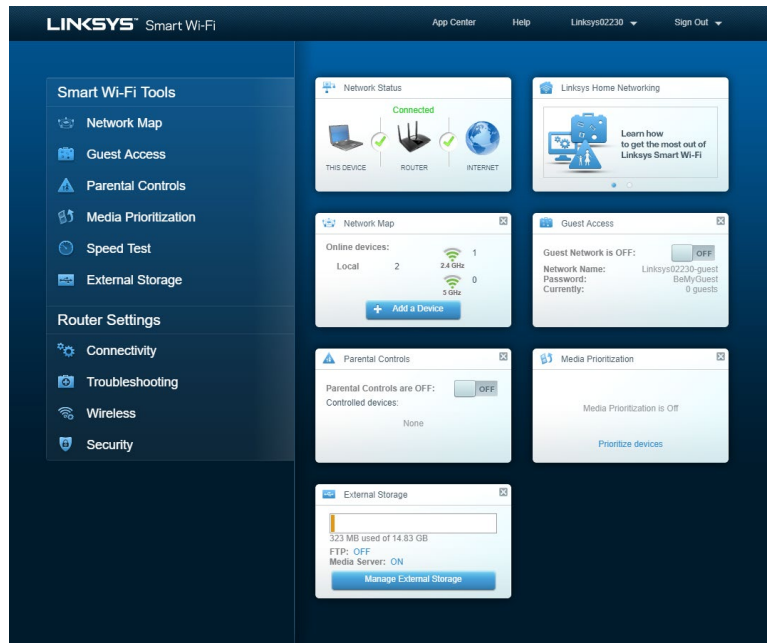 LINKSYS™ Smart Wi-Fi
App Center
Help
Linksys02230
Sign Out
Smart Wi-Fi Tools
Network Map
Guest Access
Parental Controls
Media Prioritization
Speed Test
External Storage
Router Settings
Connectivity
Troubleshooting
Wireless
Security
Network Status
Connected
THIS DEVICE
ROUTER
INTERNET
Linksys Home Networking
Learn how
to get the most out of
Linksys Smart Wi-Fi
Network Map
Online devices:
Local 2
1
2.4 GHz
0
5 GHz
+ Add a Device
Guest Access
Guest Network is OFF: OFF
Network Name: Linksys02230-guest
Password: BeMyGuest
Currently: 0 guests
Parental Controls
Parental Controls are OFF: OFF
Controlled devices:
None
Media Prioritization
Media Prioritization is Off
Prioritize devices
External Storage
323 MB used of 14.83 GB
FTP: OFF
Media Server: ON
Manage External Storage